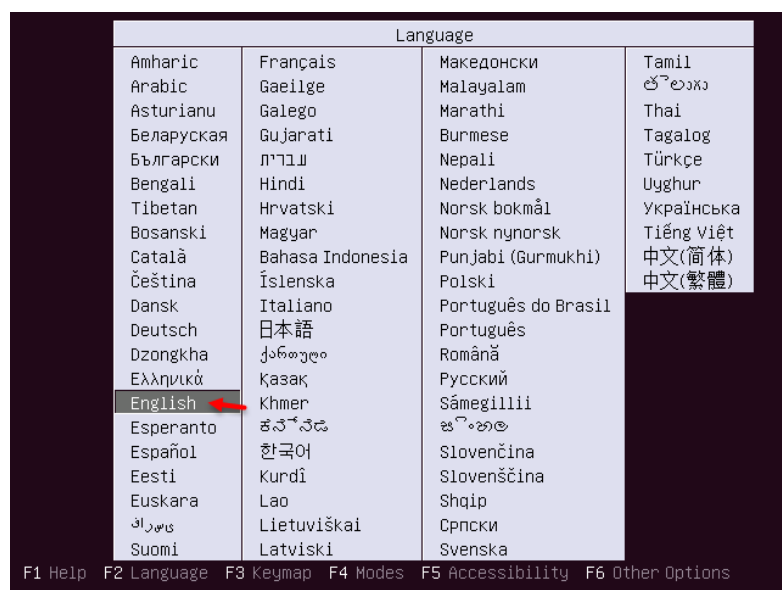 Language
Amharic
Arabic
Asturianu
Беларуская
Български
Bengali
Tibetan
Bosanski
Català
Čeština
Dansk
Deutsch
Dzongkha
Ελληνικά
English
Esperanto
Español
Eesti
Euskara
فارسی
Suomi
Français
Gaeilge
Galego
Gujarati
עברית
Hindi
Hrvatski
Magyar
Bahasa Indonesia
Íslenska
Italiano
日本語
ქართული
Қазақ
Khmer
ಕನ್ನಡ
한국어
Kurdî
Lao
Lietuviškai
Latviski
Македонски
Malayalam
Marathi
Burmese
Nepali
Nederlands
Norsk bokmål
Norsk nynorsk
Punjabi (Gurmukhi)
Polski
Português do Brasil
Português
Română
Русский
Sámegillii
සිංහල
Slovenčina
Slovenščina
Shqip
Српски
Svenska
Tamil
తెలుగు
Thai
Tagalog
Türkçe
Uyghur
Українська
Tiếng Việt
中文(简体)
中文(繁體)
F1 Help F2 Language F3 Keymap F4 Modes F5 Accessibility F6 Other Options